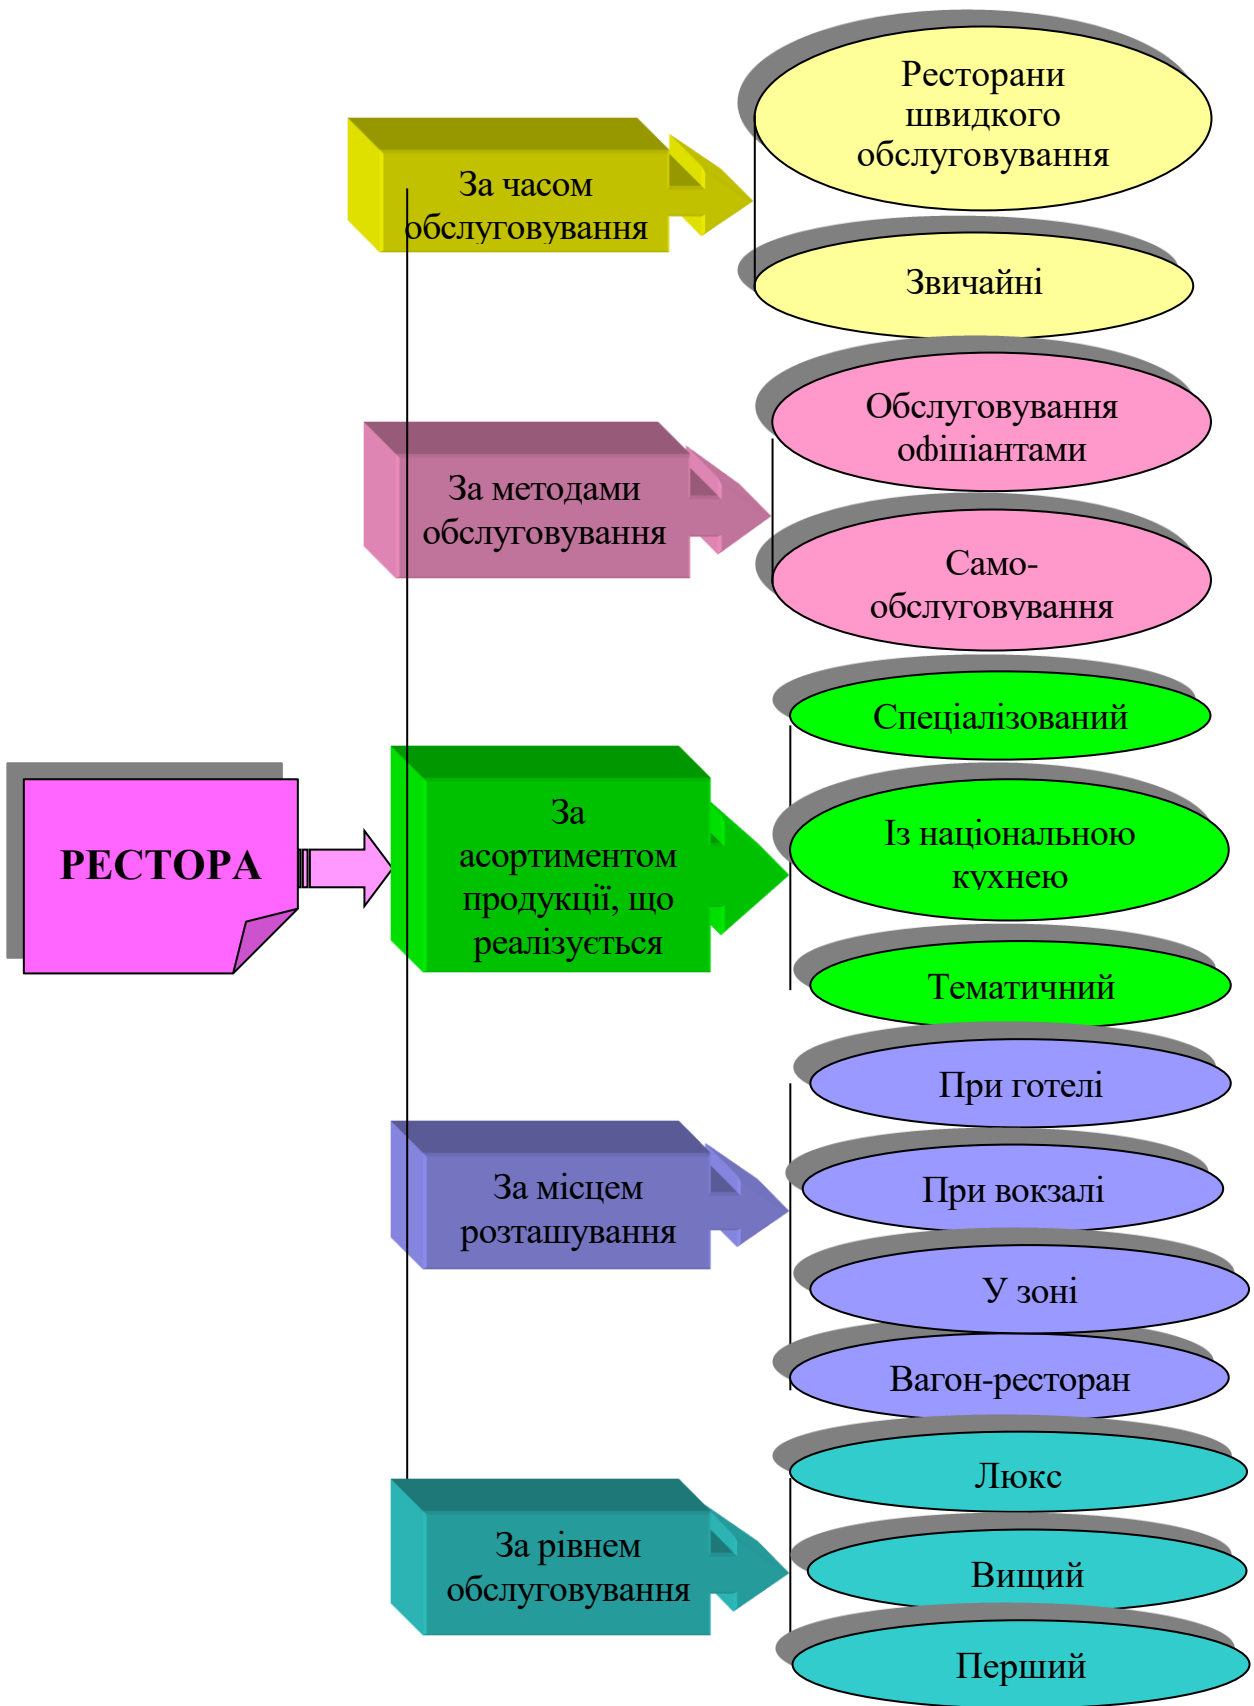 Ресторани
швидкого
обслуговування
За часом
обслуговування
Звичайні
Обслуговування
офіціантами
За методами
обслуговування
Само-
обслуговування
Спеціалізований
РЕСТОРА
За
асортиментом
продукції, що
реалізується
Із національною
кухнею
Тематичний
При готелі
За місцем
розташування
При вокзалі
У зоні
Вагон-ресторан
Люкс
За рівнем
обслуговування
Вищий
Перший